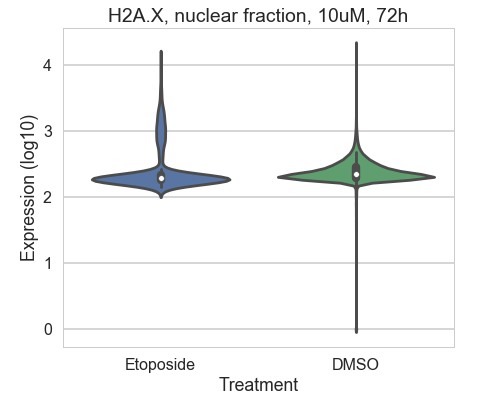 H2A.X, nuclear fraction, 10uM, 72h
Expression (log10)
4
3
2
1
0
Etoposide DMSO
Treatment